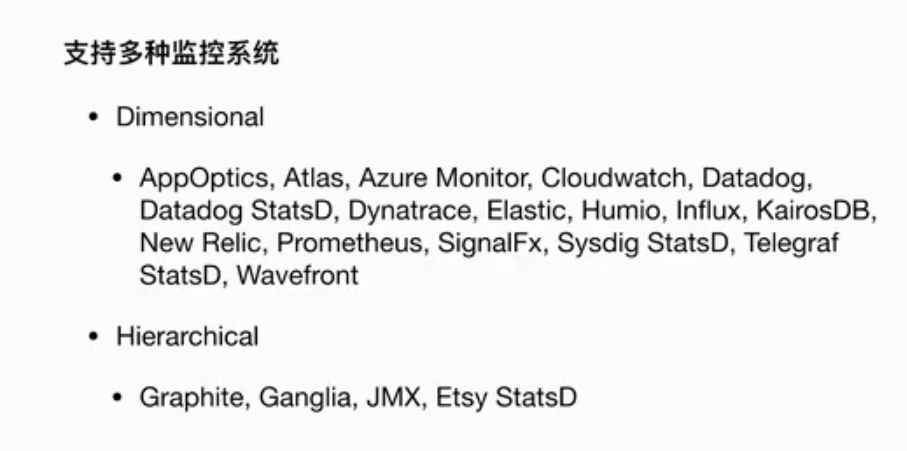 支持多种监控系统
• Dimensional
• AppOptics, Atlas, Azure Monitor, Cloudwatch, Datadog,
Datadog StatsD, Dynatrace, Elastic, Humio, Influx, KairosDB,
New Relic, Prometheus, SignalFx, Sysdig StatsD, Telegraf
StatsD, Wavefront
• Hierarchical
• Graphite, Ganglia, JMX, Etsy StatsD